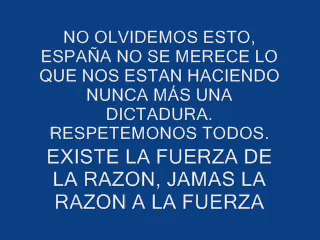 NO OLVIDEMOS ESTO,
ESPAÑA NO SE MERECE LO
QUE NOS ESTAN HACIENDO
NUNCA MÁS UNA
DICTADURA.
RESPETEMONOS TODOS.
EXISTE LA FUERZA DE
LA RAZON, JAMAS LA
RAZON A LA FUERZA